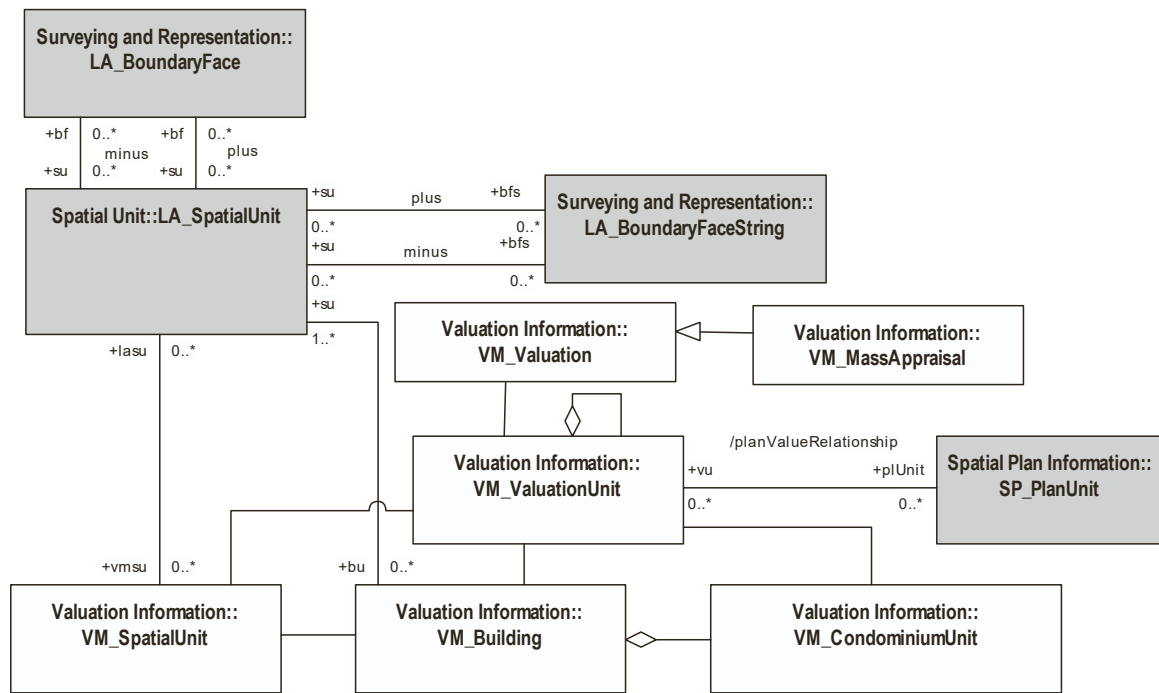 Surveying and Representation::
LA_BoundaryFace
+bf 0..* +bf 0..*
minus plus
+su 0..* +su 0..*
Spatial Unit::LA_SpatialUnit
+su plus +bfs
0..* 0..*
+su minus +bfs
0..* 0..*
+su
1..*
Surveying and Representation::
LA_BoundaryFaceString
Valuation Information::
VM_Valuation
Valuation Information::
VM_MassAppraisal
+lasu 0..*
Valuation Information::
VM_ValuationUnit
/planValueRelationship
+vu +plUnit
0..* 0..*
Spatial Plan Information::
SP_PlanUnit
+vmsu 0..*
+bu 0..*
Valuation Information::
VM_SpatialUnit
Valuation Information::
VM_Building
Valuation Information::
VM_CondominiumUnit